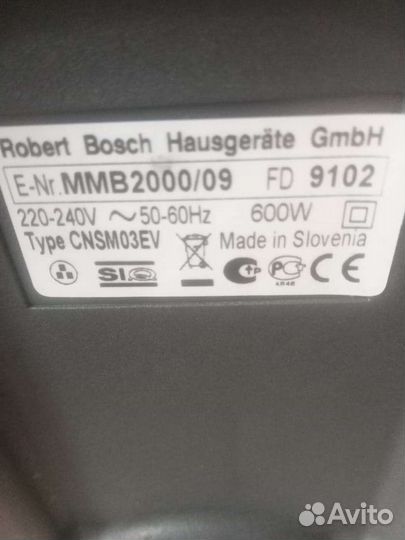 Robert Bosch Hausgeräte GmbH
E-Nr. MMB2000/09 FD 9102
220-240V ~ 50-60Hz 600W
Type CNSM03EV Made in Slovenia
SIQ CE
Avito